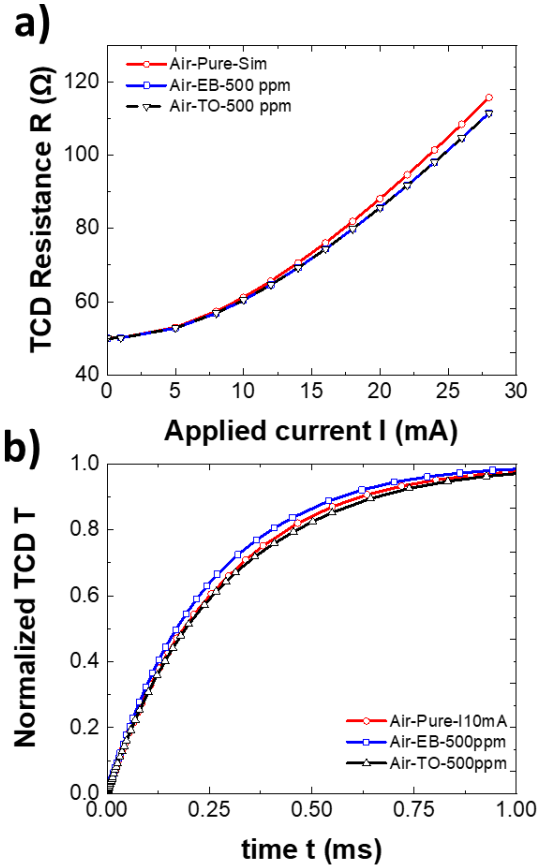 a)
TCD Resistance R (Ω)
120
100
80
60
40
Air-Pure-Sim
Air-EB-500 ppm
Air-TO-500 ppm
0 5 10 15 20 25 30
Applied current I (mA)
b)
Normalized TCD T
1.0
0.8
0.6
0.4
0.2
0.0
Air-Pure-I10mA
Air-EB-500ppm
Air-TO-500ppm
0.00 0.25 0.50 0.75 1.00
time t (ms)